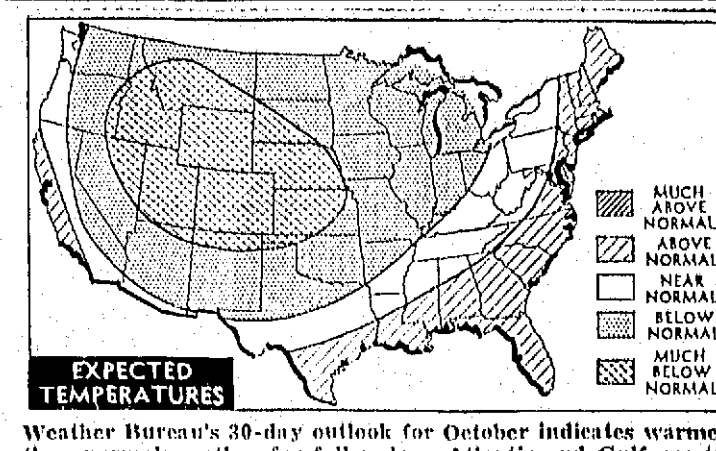 MUCH
ABOVE
NORMAL
ABOVE
NORMAL
NEAR
NORMAL
BELOW
NORMAL
MUCH
BELOW
NORMAL
EXPECTED
TEMPERATURES
Weather Bureau's 30-day outlook for October indicates warme